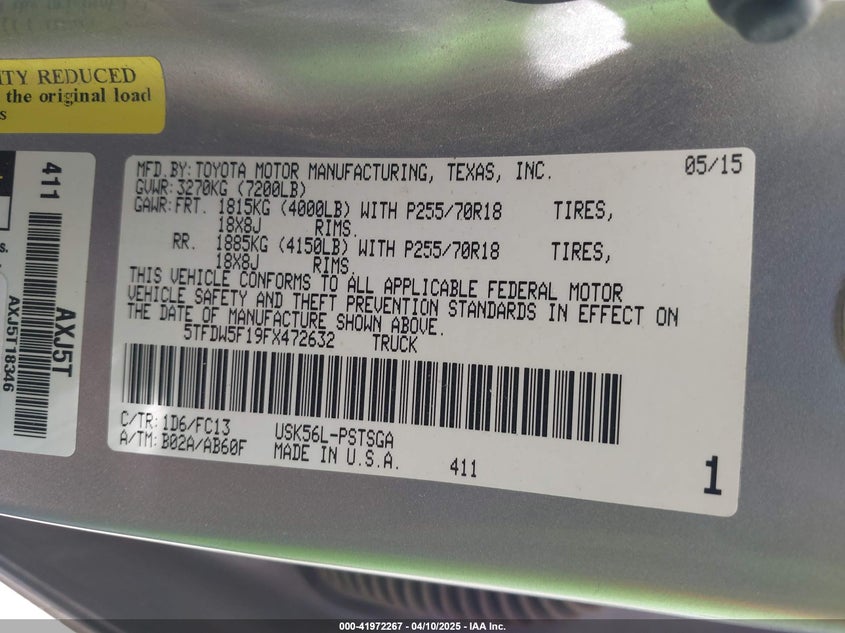 ITY REDUCED
the original load
s
411
AXJ5T
AXJ5T18346
s.
MFD.BY:TOYOTA MOTOR MANUFACTURING, TEXAS, INC. 05/15
GVWR:3270KG (7200LB)
GAWR:FRT. 1815KG (4000LB) WITH P255/70R18 TIRES,
18X8J RIMS.
RR. 1885KG (4150LB) WITH P255/70R18 TIRES,
18X8J RIMS.
THIS VEHICLE CONFORMS TO ALL APPLICABLE FEDERAL MOTOR
VEHICLE SAFETY AND THEFT PREVENTION STANDARDS IN EFFECT ON
THE DATE OF MANUFACTURE SHOWN ABOVE.
5TFDW5F19FX472632 TRUCK
C/TR:1D6/FC13 USK56L-PSTSGA
A/TM:B02A/AB60F MADE IN U.S.A. 411
1
000-41972267 - 04/10/2025 - IAA Inc.